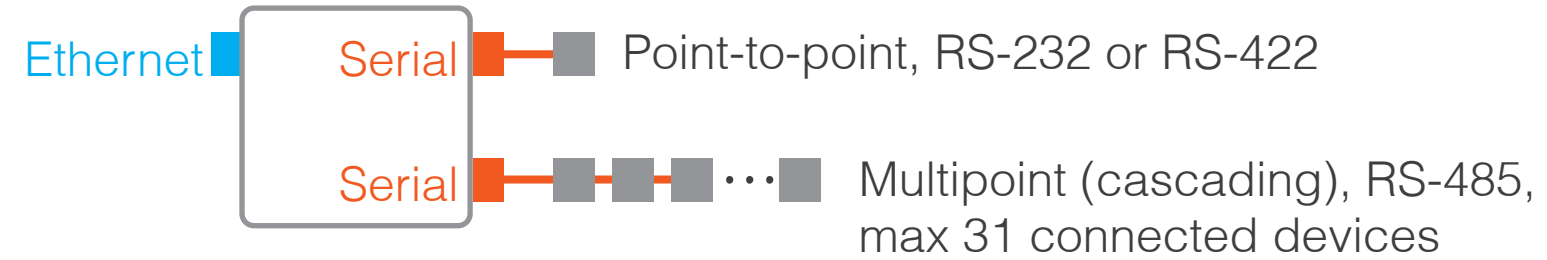 Ethernet
Serial
Point-to-point, RS-232 or RS-422
Serial
Multipoint (cascading), RS-485,
max 31 connected devices